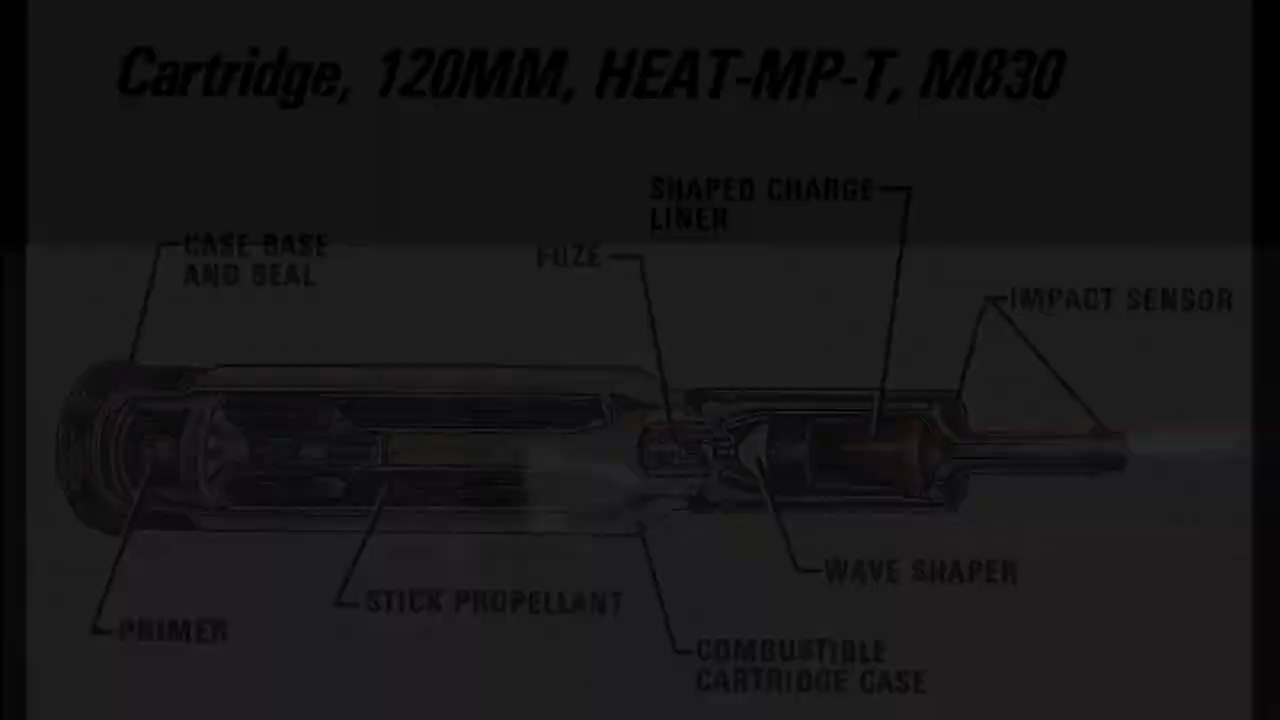 Cartridge, 120MM, HEAT-MP-T, M830
SHAPED CHARGE
LINER
CASE BASE
AND SEAL
FUZE
IMPACT SENSOR
WAVE SHAPER
STICK PROPELLANT
PRIMER
COMBUSTIBLE
CARTRIDGE CASE